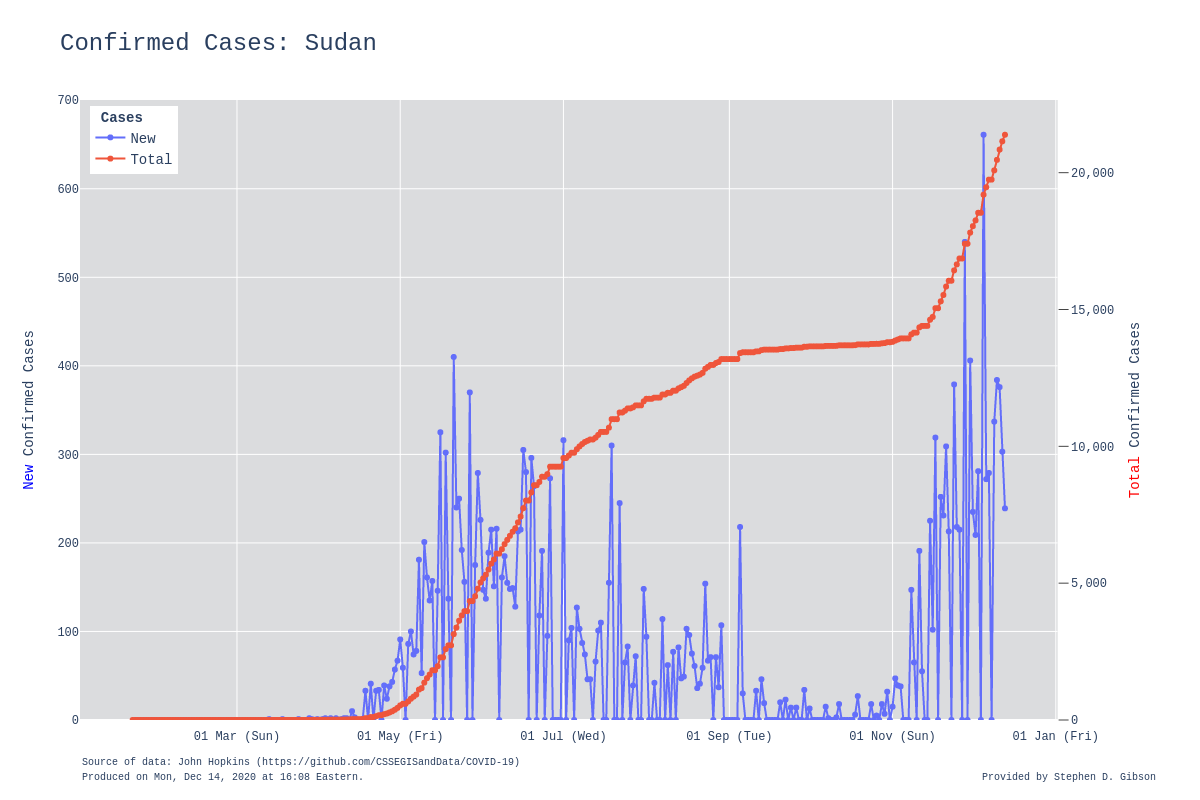 Confirmed Cases: Sudan
Cases
New
Total
700
600
500
400
300
200
100
0
New Confirmed Cases
20,000
15,000
10,000
5,000
0
Total Confirmed Cases
01 Mar (Sun)
01 May (Fri)
01 Jul (Wed)
01 Sep (Tue)
01 Nov (Sun)
01 Jan (Fri)
Source of data: John Hopkins (https://github.com/CSSEGISandData/COVID-19)
Produced on Mon, Dec 14, 2020 at 16:08 Eastern.
Provided by Stephen D. Gibson